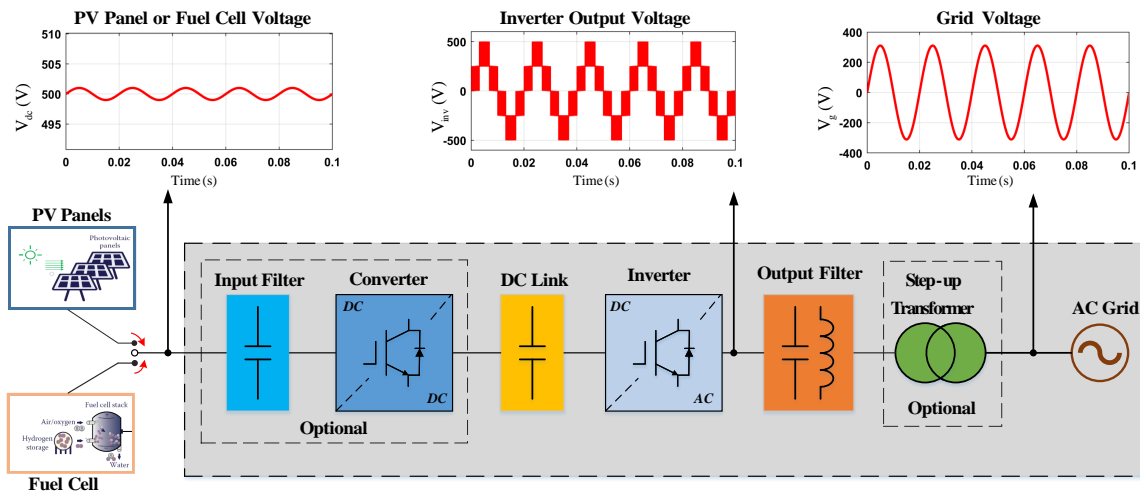 PV Panel or Fuel Cell Voltage
510
505
500
495
V_dc (V)
0 0.02 0.04 0.06 0.08 0.1
Time (s)
Inverter Output Voltage
500
0
-500
V_inv (V)
0 0.02 0.04 0.06 0.08 0.1
Time (s)
Grid Voltage
400
200
0
-200
-400
V_g (V)
0 0.02 0.04 0.06 0.08 0.1
Time (s)
PV Panels
Photovoltaic
panels
Fuel cell stack
Air/oxygen
Hydrogen
storage
Water
Fuel Cell
Input Filter
Converter
DC
DC
Optional
DC Link
Inverter
DC
AC
Output Filter
Step-up
Transformer
Optional
AC Grid